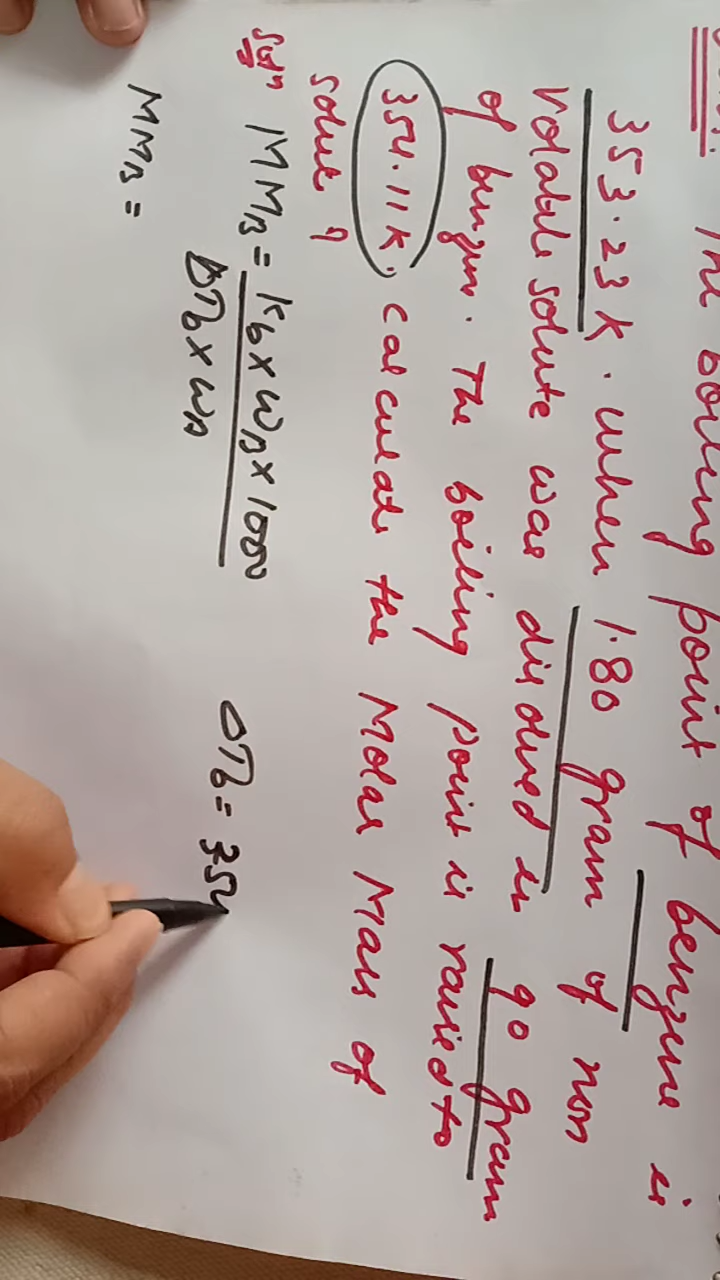 The boiling point of benzene is
353.23 K. when 1.80 gram of non
volatile solute was disolved in 90 gram
of benzene. The boiling point is raised to
354.11 K. calculate the Molar Mass of
solute ?
Solⁿ MMB = Kb × WB × 1000
ΔTb × WA
ΔTb = 354
MMB =